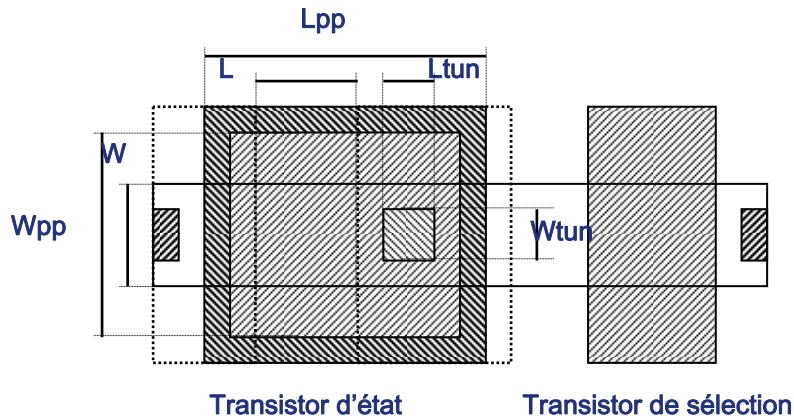 Lpp
L
Ltun
W
Wpp
Wtun
Transistor d'état
Transistor de sélection